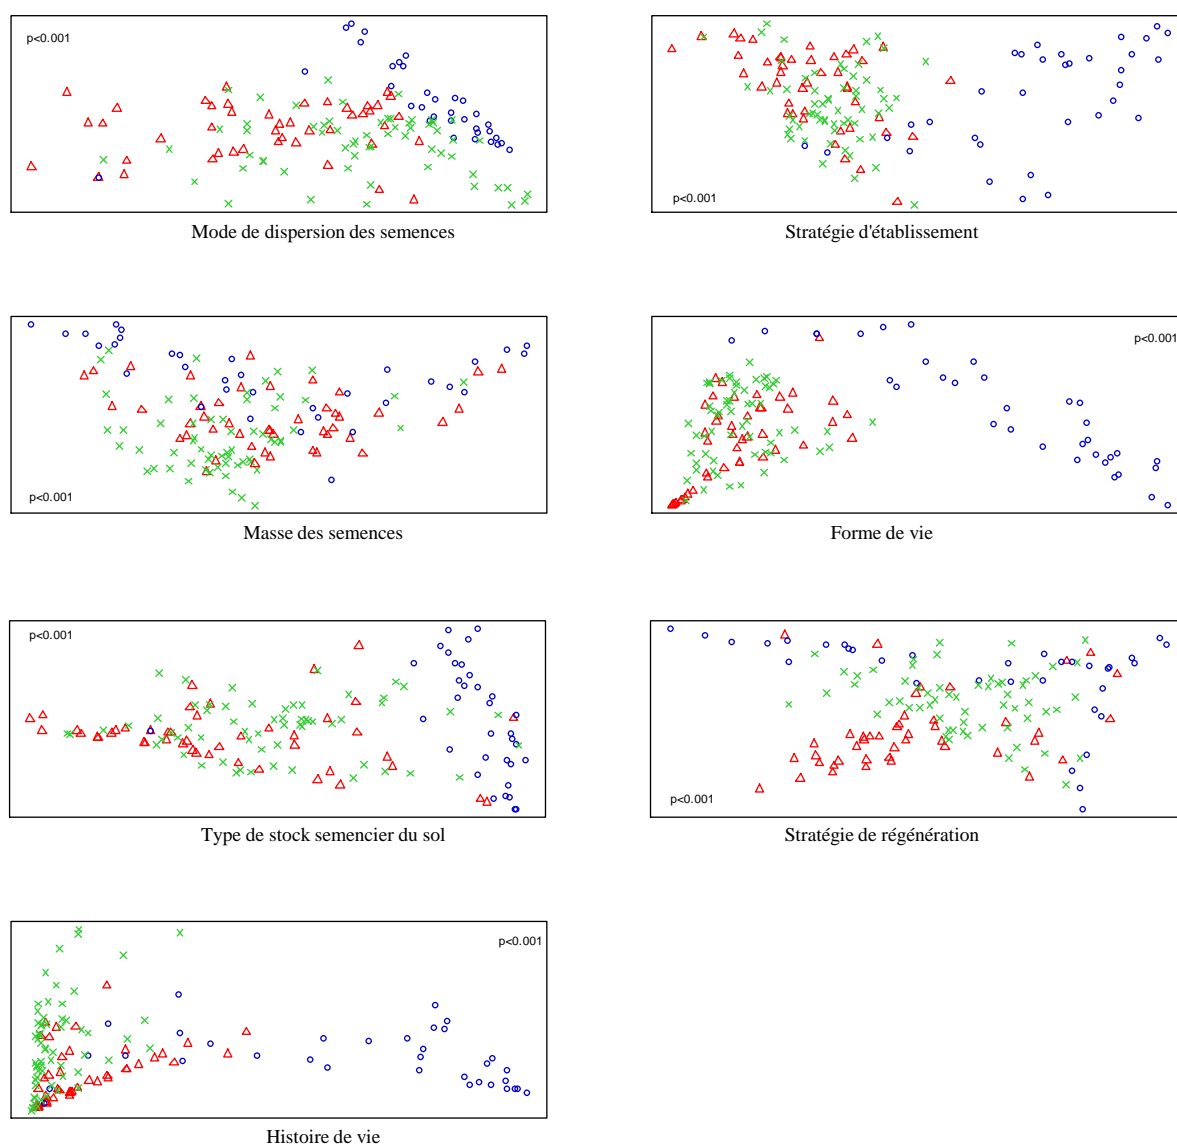 p<0.001
Mode de dispersion des semences
p<0.001
Stratégie d'établissement
p<0.001
Masse des semences
p<0.001
Forme de vie
p<0.001
Type de stock semencier du sol
p<0.001
Stratégie de régénération
p<0.001
Histoire de vie